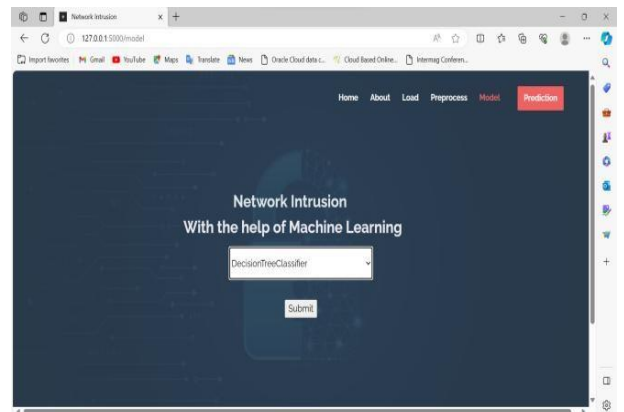 Network Intrusion
127.0.0.1:5000/model
Import favorites
Gmail
YouTube
Maps
Translate
News
Oracle Cloud data c...
Cloud Based Online...
Intermag Conferen...
Home About Load Preprocess Model Prediction
Network Intrusion
With the help of Machine Learning
DecisionTreeClassifier
Submit